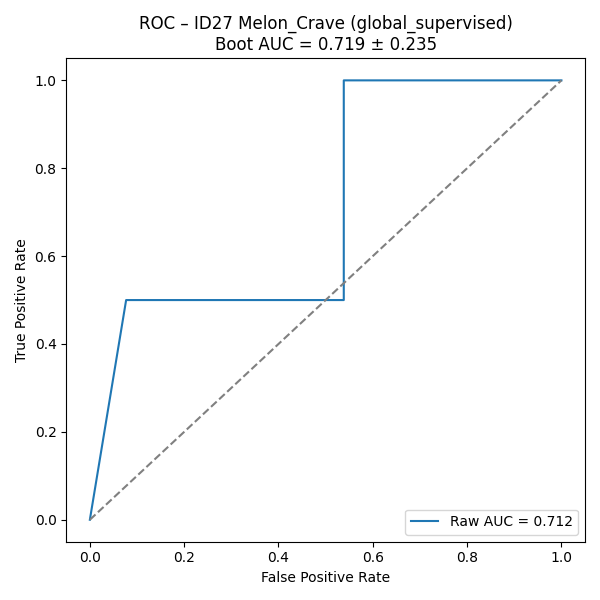 ROC – ID27 Melon_Crave (global_supervised)
Boot AUC = 0.719 ± 0.235
True Positive Rate
1.0
0.8
0.6
0.4
0.2
0.0
Raw AUC = 0.712
0.0 0.2 0.4 0.6 0.8 1.0
False Positive Rate